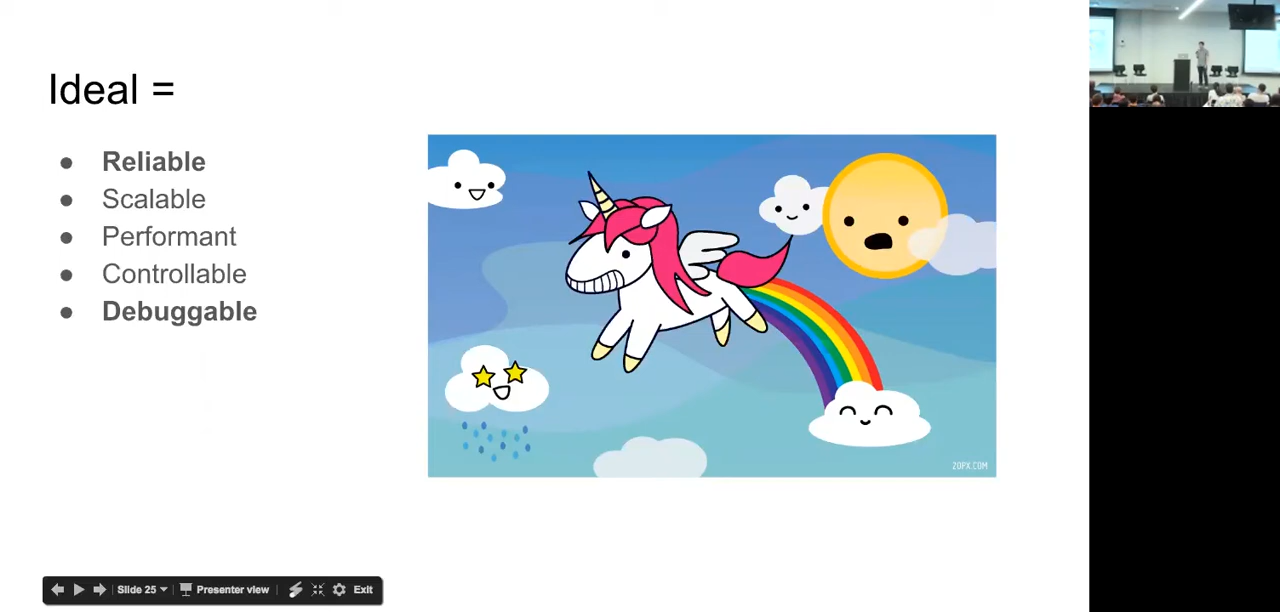 Ideal =
● Reliable
● Scalable
● Performant
● Controllable
● Debuggable
20PX.COM
Slide 25 Presenter view Exit